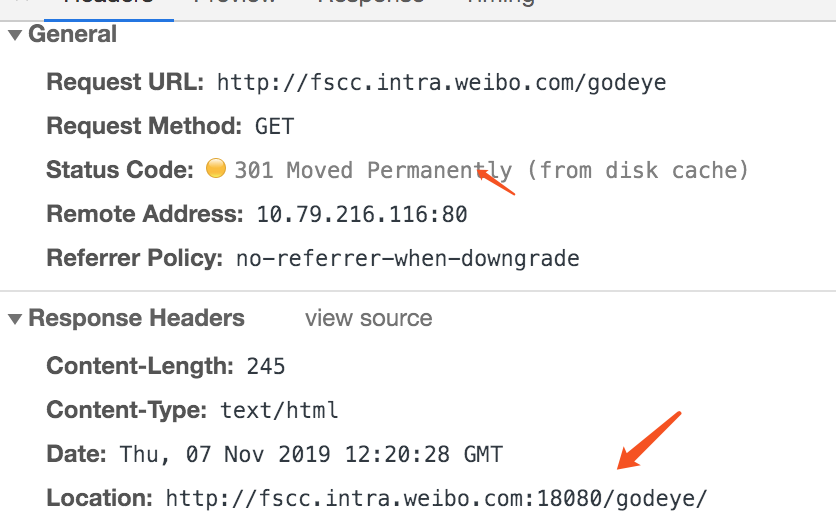 Headers Preview Response Timing
General
Request URL: http://fscc.intra.weibo.com/godeye
Request Method: GET
Status Code: 301 Moved Permanently (from disk cache)
Remote Address: 10.79.216.116:80
Referrer Policy: no-referrer-when-downgrade
Response Headers view source
Content-Length: 245
Content-Type: text/html
Date: Thu, 07 Nov 2019 12:20:28 GMT
Location: http://fscc.intra.weibo.com:18080/godeye/